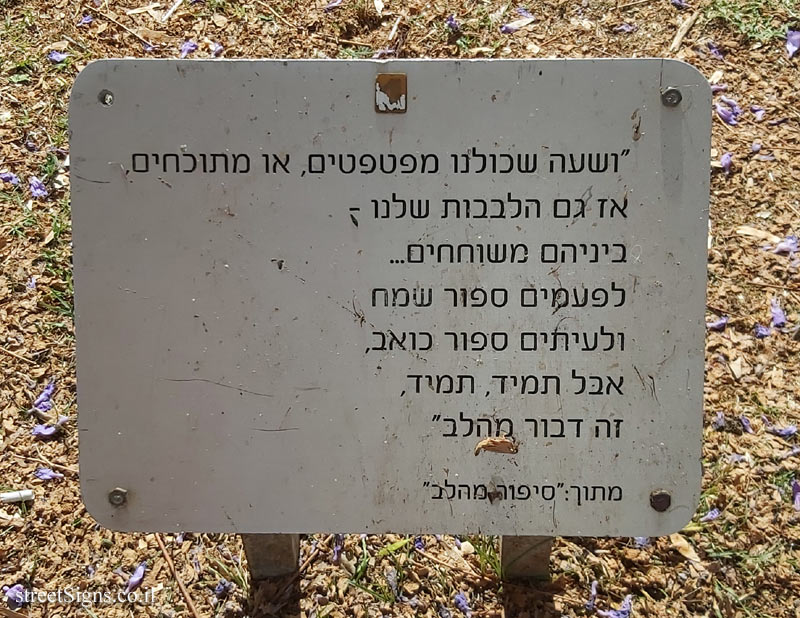 "ושעה שכולנו מפטפטים, או מתוכחים,
אז גם הלבבות שלנו -
ביניהם משוחחים...
לפעמים ספור שמח
ולעיתים ספור כואב,
אבל תמיד, תמיד,
זה דבור מהלב"
מתוך:"סיפור מהלב"
streetSigns.co.il